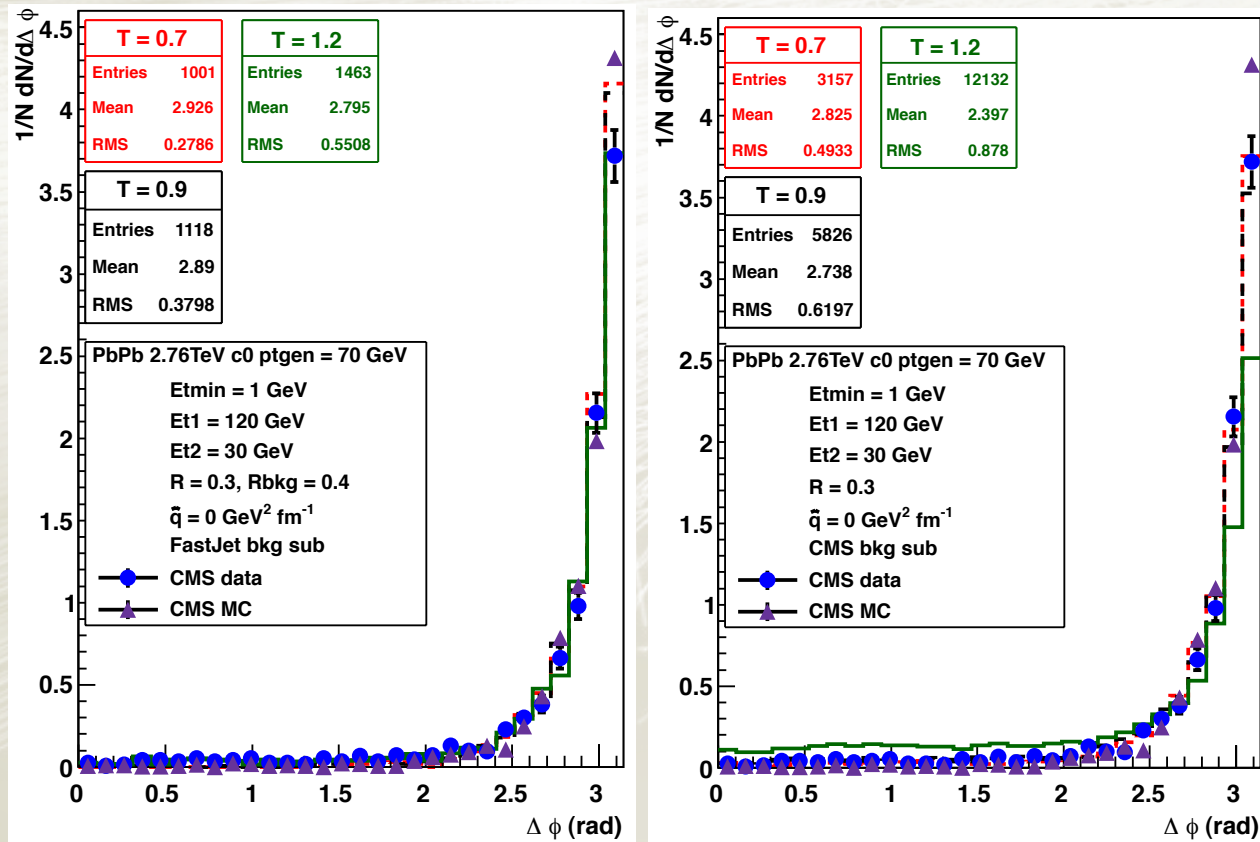 1/N dN/dΔ ϕ
4.5
4
3.5
3
2.5
2
1.5
1
0.5
0
T = 0.7
Entries 1001
Mean 2.926
RMS 0.2786
T = 1.2
Entries 1463
Mean 2.795
RMS 0.5508
T = 0.9
Entries 1118
Mean 2.89
RMS 0.3798
PbPb 2.76TeV c0 ptgen = 70 GeV
Etmin = 1 GeV
Et1 = 120 GeV
Et2 = 30 GeV
R = 0.3, Rbkg = 0.4
q̂ = 0 GeV² fm⁻¹
FastJet bkg sub
CMS data
CMS MC
0 0.5 1 1.5 2 2.5 3
Δ ϕ (rad)
1/N dN/dΔ ϕ
4.5
4
3.5
3
2.5
2
1.5
1
0.5
0
T = 0.7
Entries 3157
Mean 2.825
RMS 0.4933
T = 1.2
Entries 12132
Mean 2.397
RMS 0.878
T = 0.9
Entries 5826
Mean 2.738
RMS 0.6197
PbPb 2.76TeV c0 ptgen = 70 GeV
Etmin = 1 GeV
Et1 = 120 GeV
Et2 = 30 GeV
R = 0.3
q̂ = 0 GeV² fm⁻¹
CMS bkg sub
CMS data
CMS MC
0 0.5 1 1.5 2 2.5 3
Δ ϕ (rad)